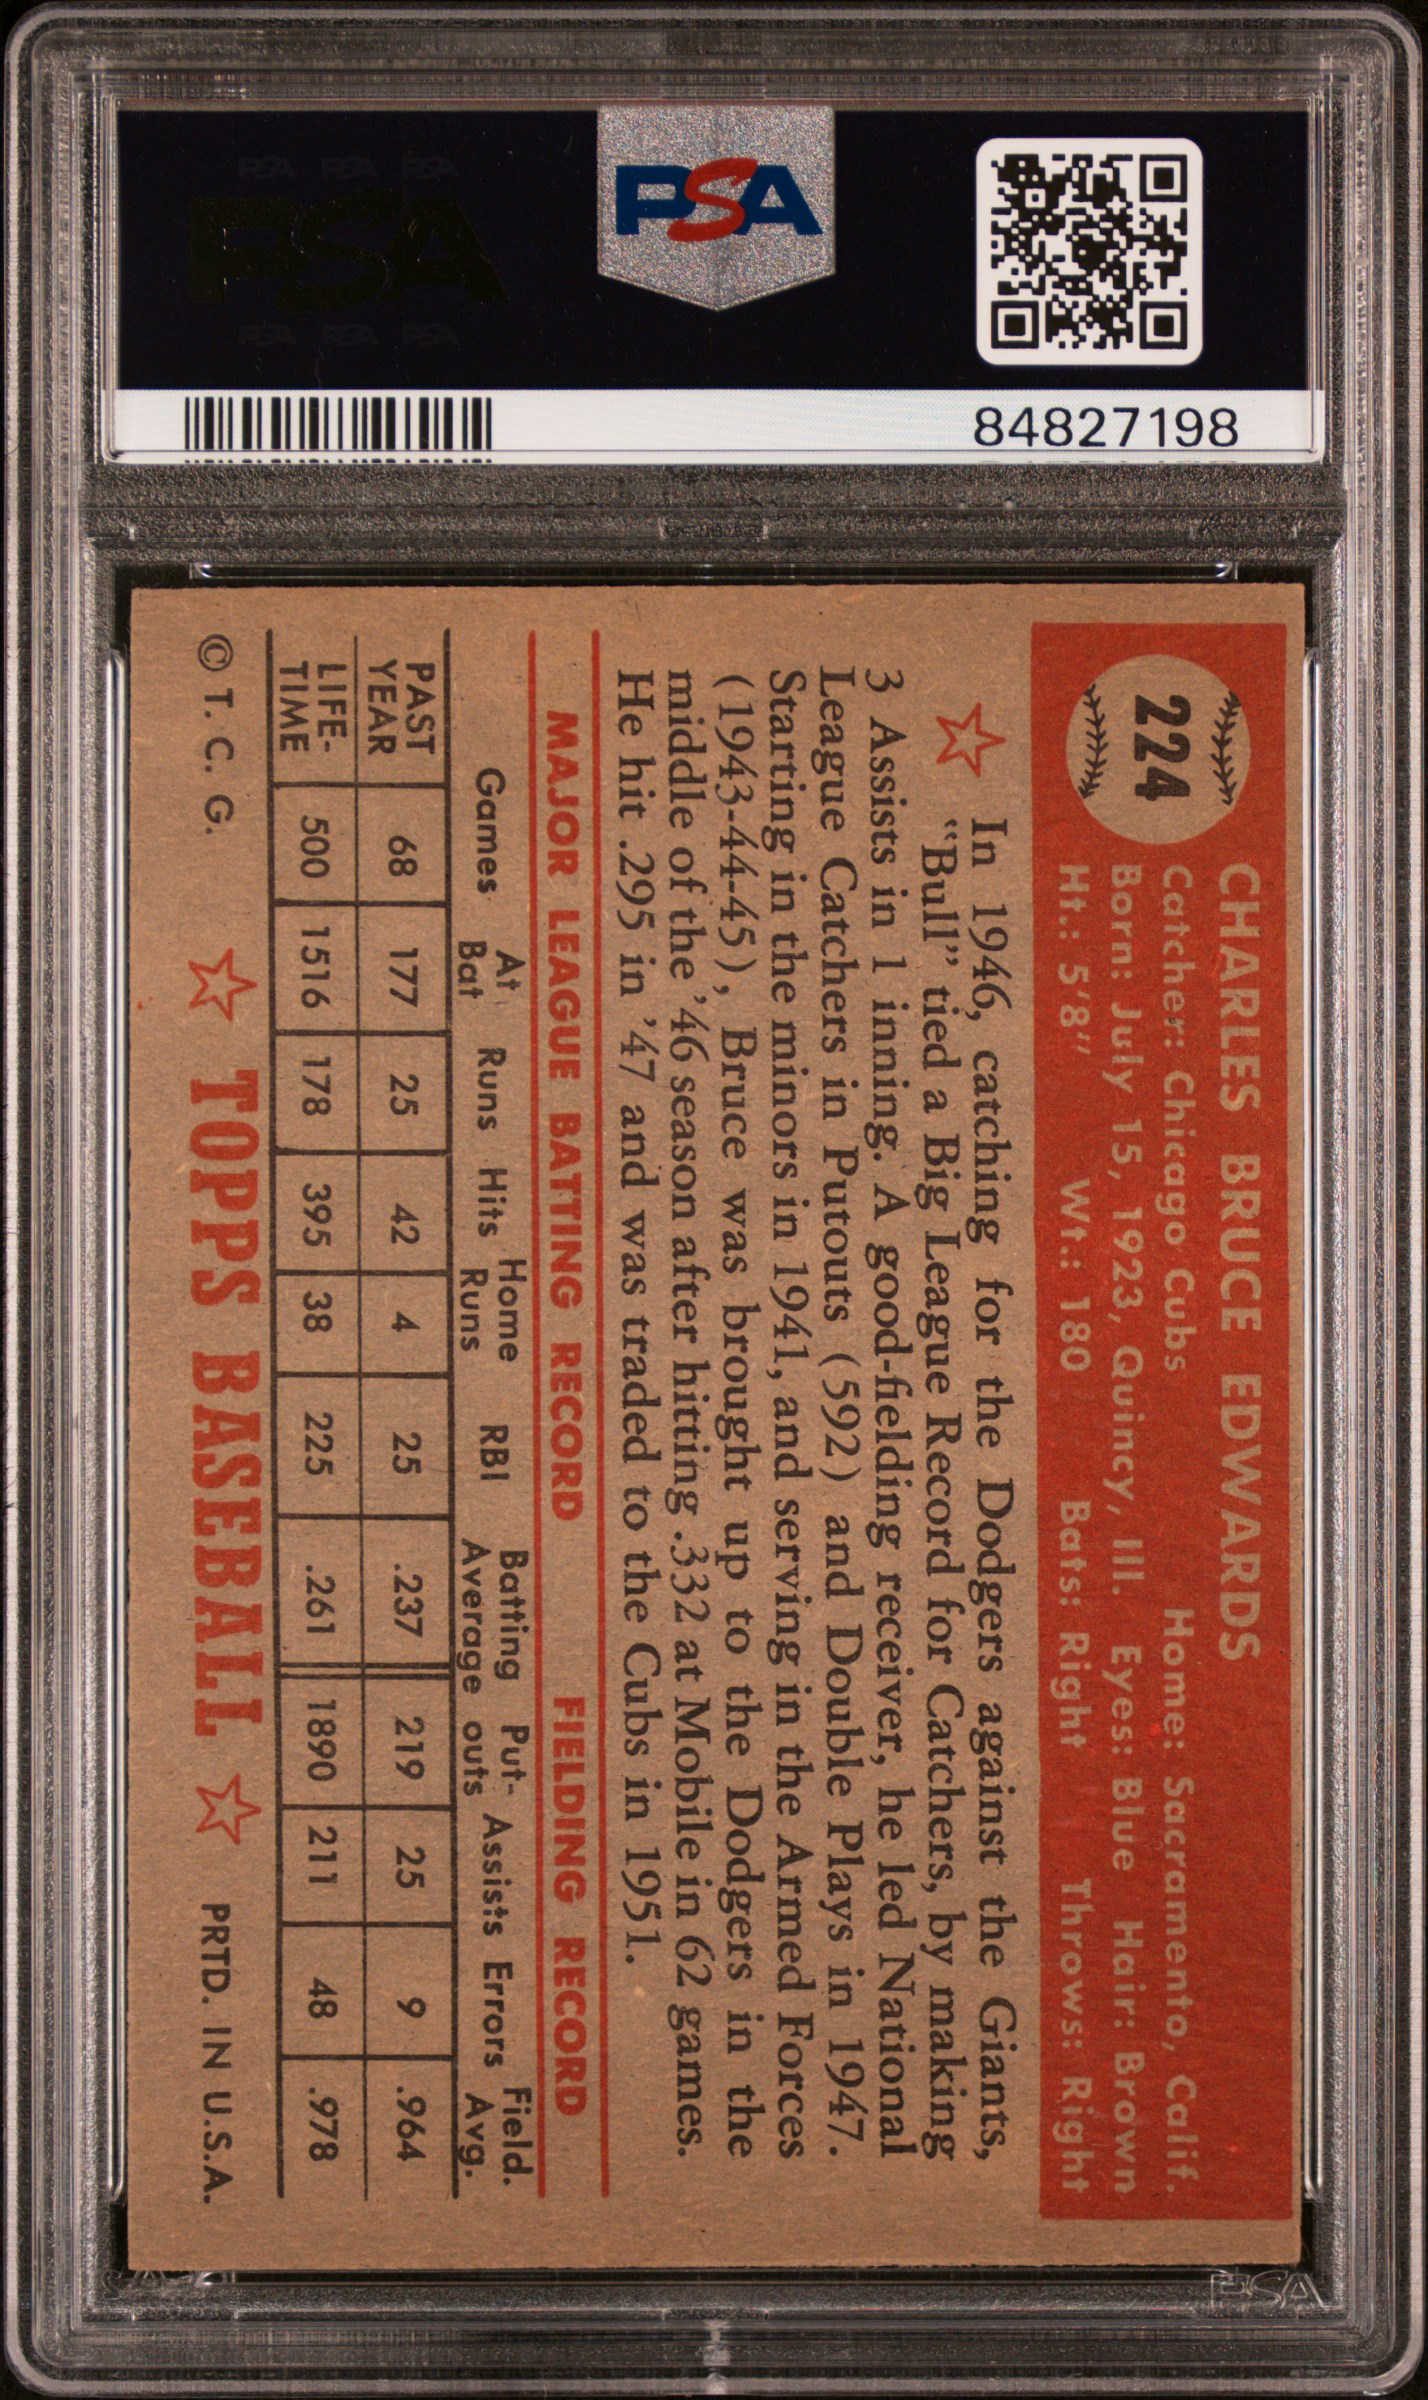 PSA PSA PSA
PSA
PSA PSA PSA
PSA
84827198
224
CHARLES BRUCE EDWARDS
Catcher: Chicago Cubs Home: Sacramento, Calif.
Born: July 15, 1923, Quincy, Ill. Eyes: Blue Hair: Brown
Ht.: 5'8" Wt.: 180 Bats: Right Throws: Right
In 1946, catching for the Dodgers against the Giants,
"Bull" tied a Big League Record for Catchers, by making
3 Assists in 1 inning. A good-fielding receiver, he led National
League Catchers in Putouts (592) and Double Plays in 1947.
Starting in the minors in 1941, and serving in the Armed Forces
(1943-44-45), Bruce was brought up to the Dodgers in the
middle of the '46 season after hitting .332 at Mobile in 62 games.
He hit .295 in '47 and was traded to the Cubs in 1951.
MAJOR LEAGUE BATTING RECORD FIELDING RECORD
Games At Bat Runs Hits Home Runs RBI Batting Average Put-outs Assists Errors Field. Avg.
PAST YEAR 68 177 25 42 4 25 .237 219 25 9 .964
LIFE-TIME 500 1516 178 395 38 225 .261 1890 211 48 .978
© T. C. G. TOPPS BASEBALL PRTD. IN U.S.A.
PSA